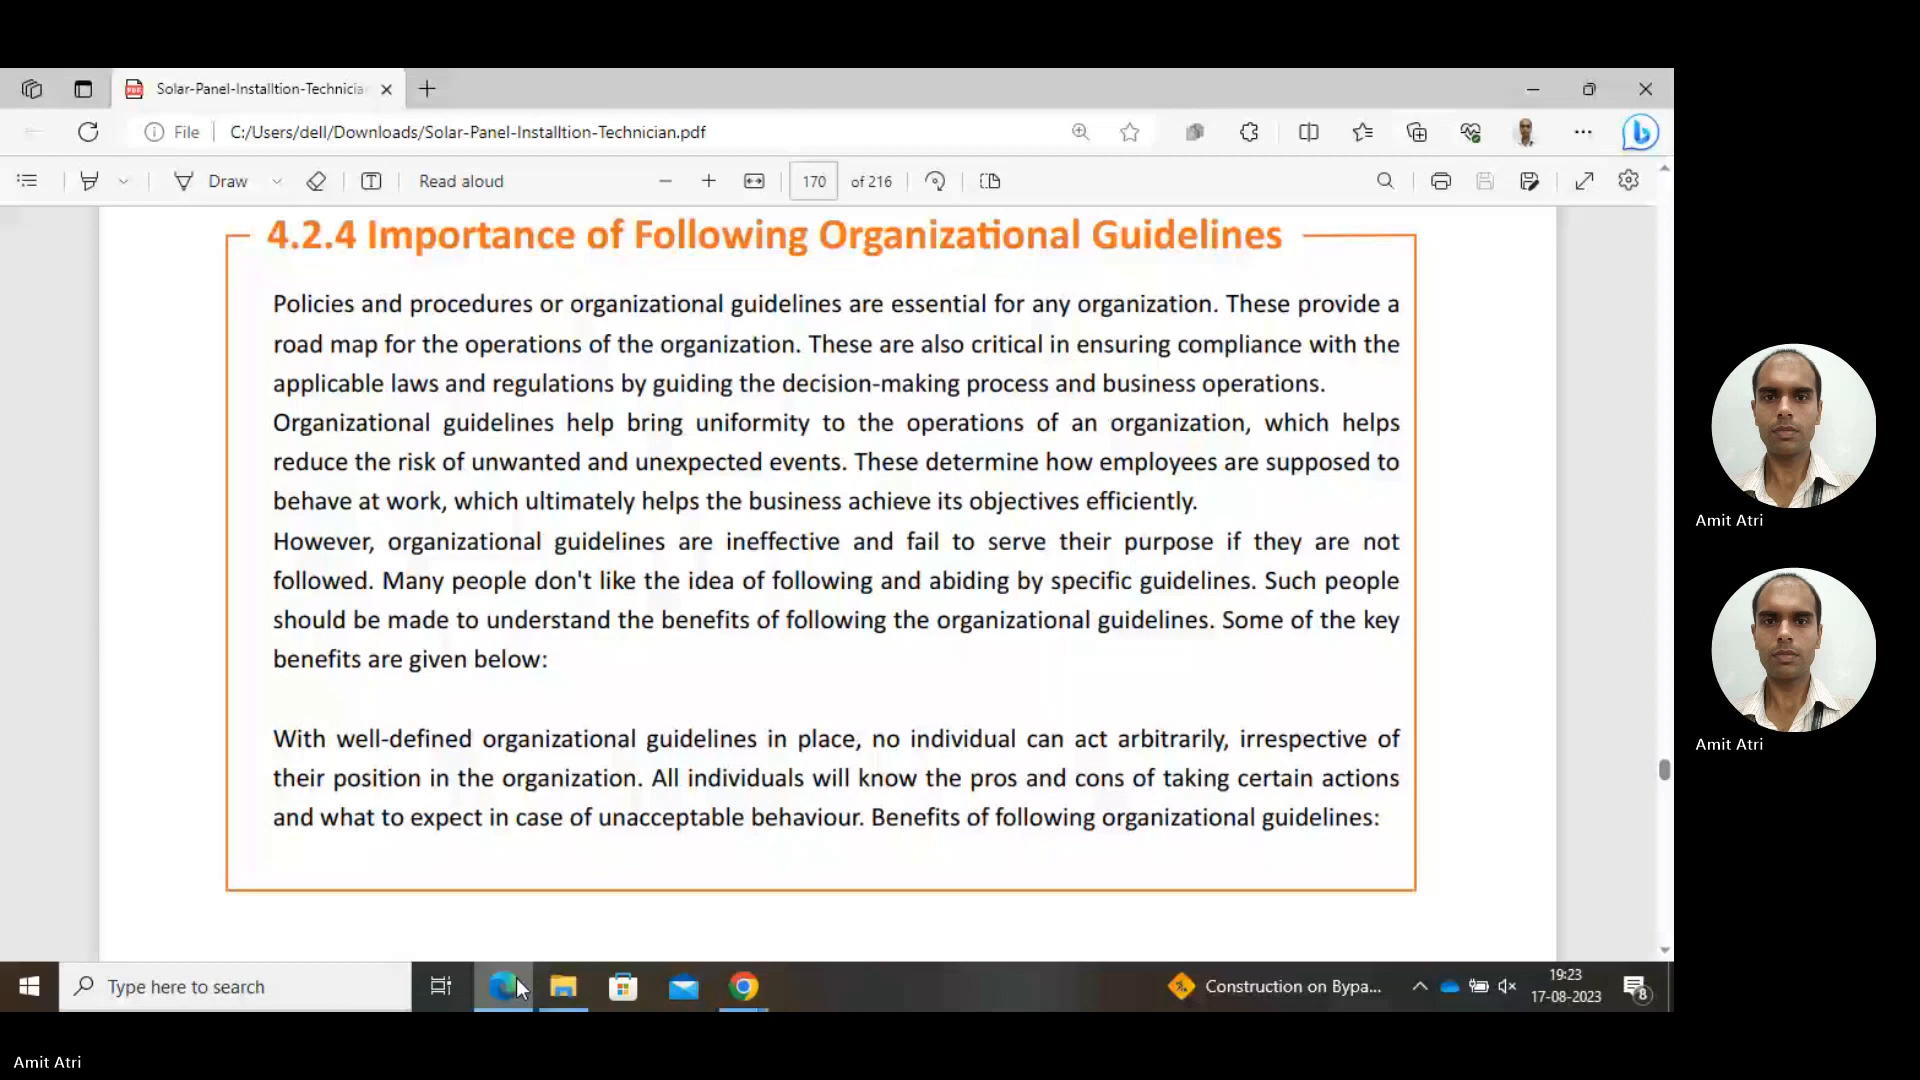 Solar-Panel-Installtion-Technicia
File
C:/Users/dell/Downloads/Solar-Panel-Installtion-Technician.pdf
Draw
Read aloud
170
of 216
4.2.4 Importance of Following Organizational Guidelines
Policies and procedures or organizational guidelines are essential for any organization. These provide a
road map for the operations of the organization. These are also critical in ensuring compliance with the
applicable laws and regulations by guiding the decision-making process and business operations.
Organizational guidelines help bring uniformity to the operations of an organization, which helps
reduce the risk of unwanted and unexpected events. These determine how employees are supposed to
behave at work, which ultimately helps the business achieve its objectives efficiently.
However, organizational guidelines are ineffective and fail to serve their purpose if they are not
followed. Many people don't like the idea of following and abiding by specific guidelines. Such people
should be made to understand the benefits of following the organizational guidelines. Some of the key
benefits are given below:
With well-defined organizational guidelines in place, no individual can act arbitrarily, irrespective of
their position in the organization. All individuals will know the pros and cons of taking certain actions
and what to expect in case of unacceptable behaviour. Benefits of following organizational guidelines:
Amit Atri
Amit Atri
Type here to search
Construction on Bypa...
19:23
17-08-2023
8
Amit Atri